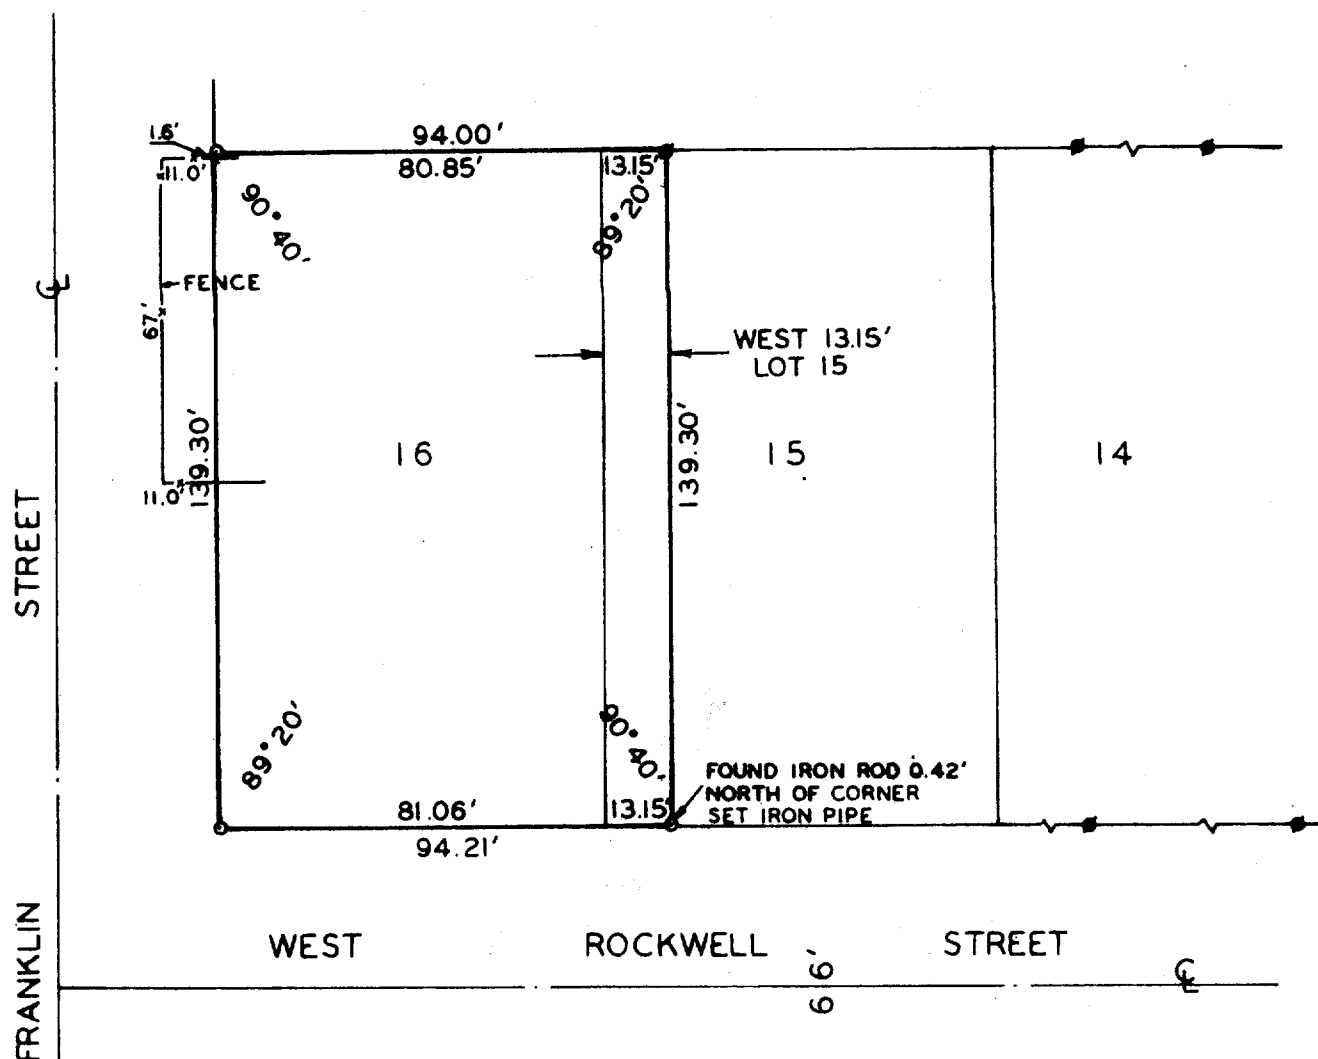 1.6'
94.00'
11.0'
80.85'
13.15'
90°40'
89°20'
FENCE
67'
WEST 13.15'
LOT 15
139.30'
139.30'
16
15
14
11.0'
STREET
89°20'
90°40'
FOUND IRON ROD 0.42'
NORTH OF CORNER
SET IRON PIPE
81.06'
13.15'
94.21'
FRANKLIN
WEST ROCKWELL STREET
66'